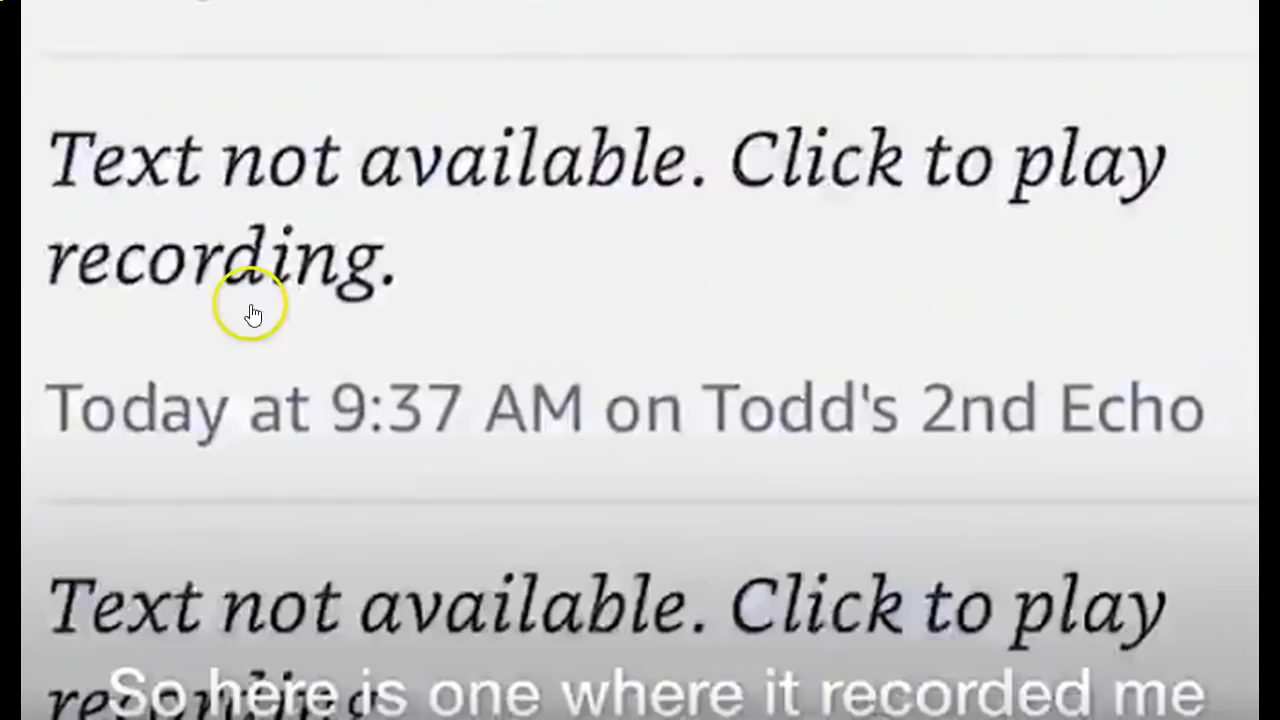 Text not available. Click to play
recording.
Today at 9:37 AM on Todd's 2nd Echo
Text not available. Click to play
recording.
So here is one where it recorded me